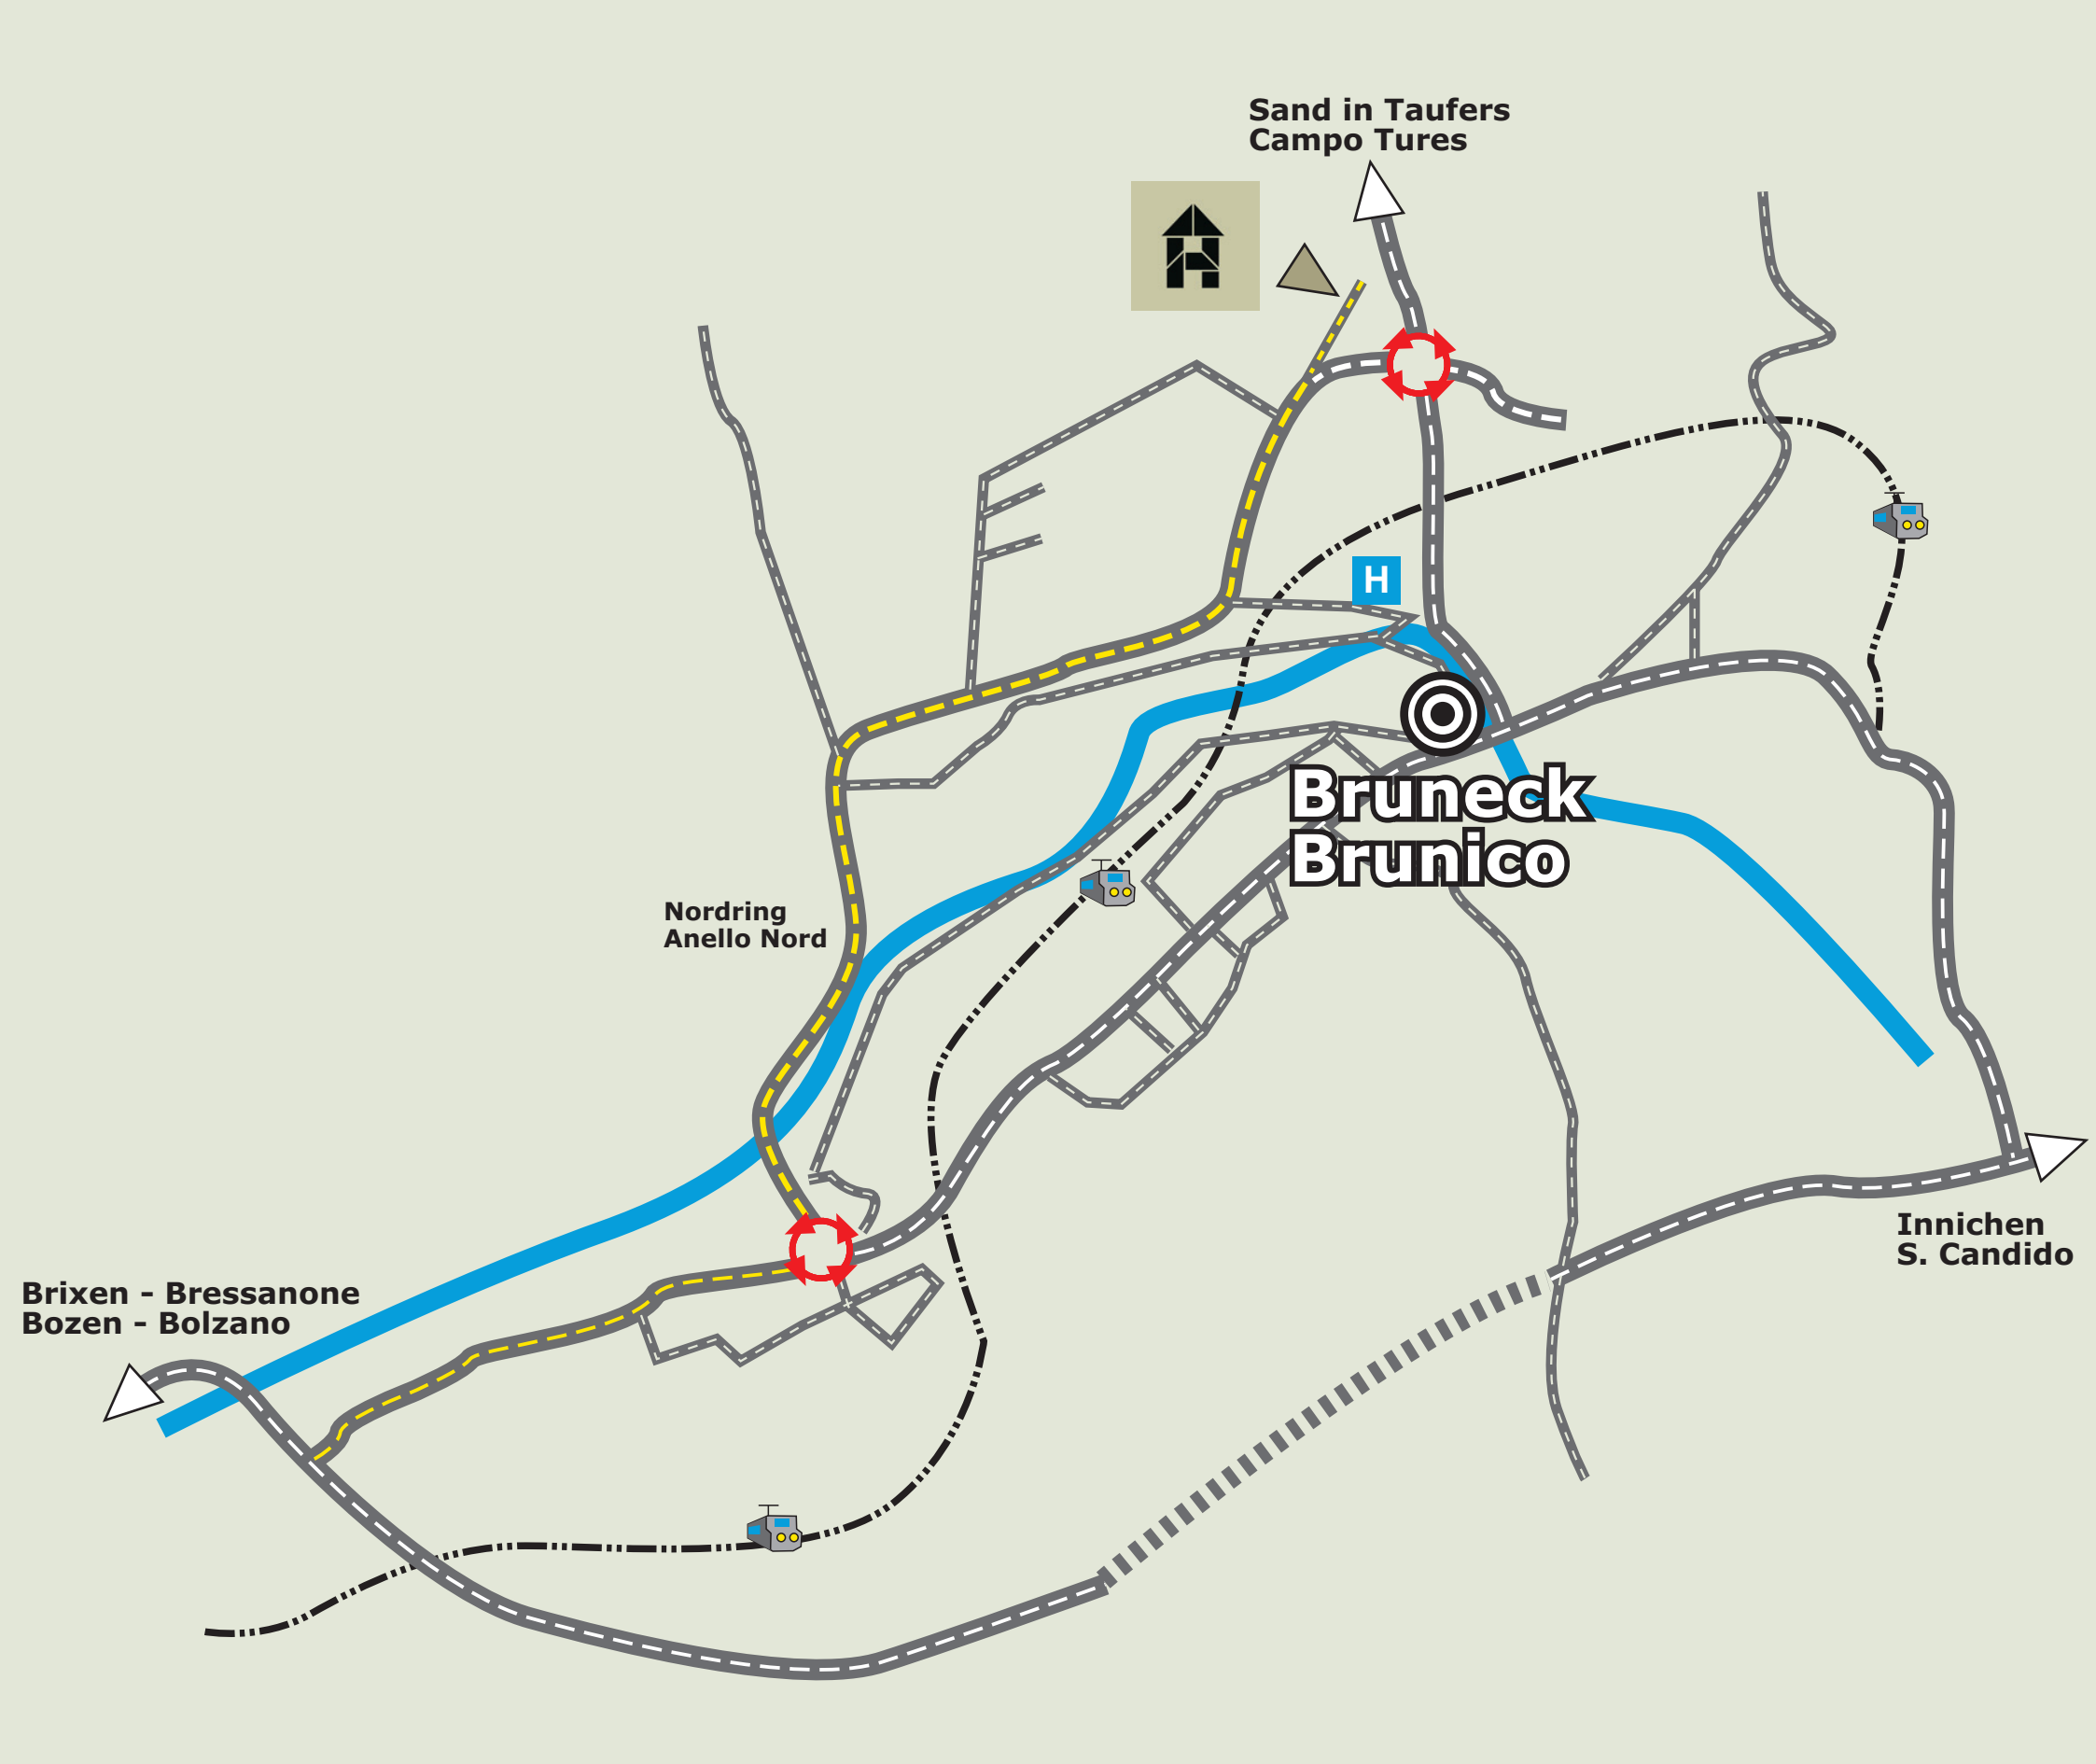 Sand in Taufers
Campo Tures
H
Bruneck
Brunico
Nordring
Anello Nord
Innichen
S. Candido
Brixen - Bressanone
Bozen - Bolzano